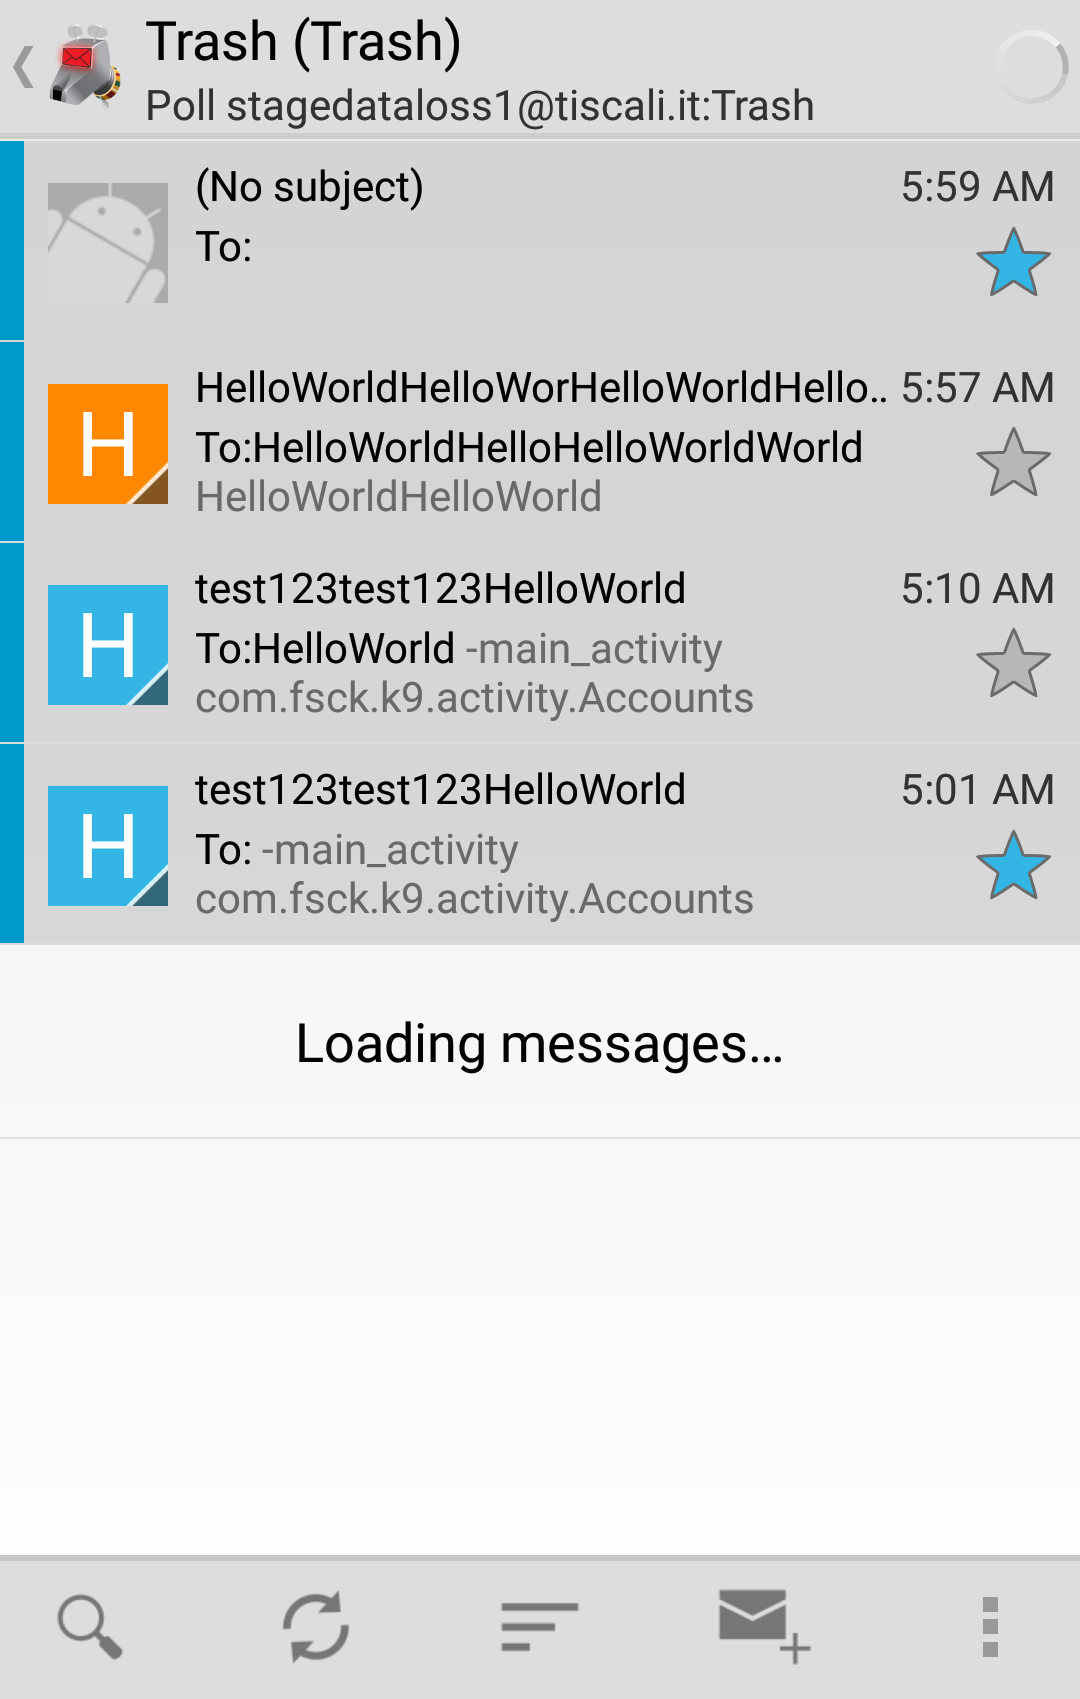 Trash (Trash)
Poll stagedataloss1@tiscali.it:Trash
(No subject) 5:59 AM
To:
H
HelloWorldHelloWorHelloWorldHello.. 5:57 AM
To:HelloWorldHelloHelloWorldWorld
HelloWorldHelloWorld
H
test123test123HelloWorld 5:10 AM
To:HelloWorld -main_activity
com.fsck.k9.activity.Accounts
H
test123test123HelloWorld 5:01 AM
To: -main_activity
com.fsck.k9.activity.Accounts
Loading messages…